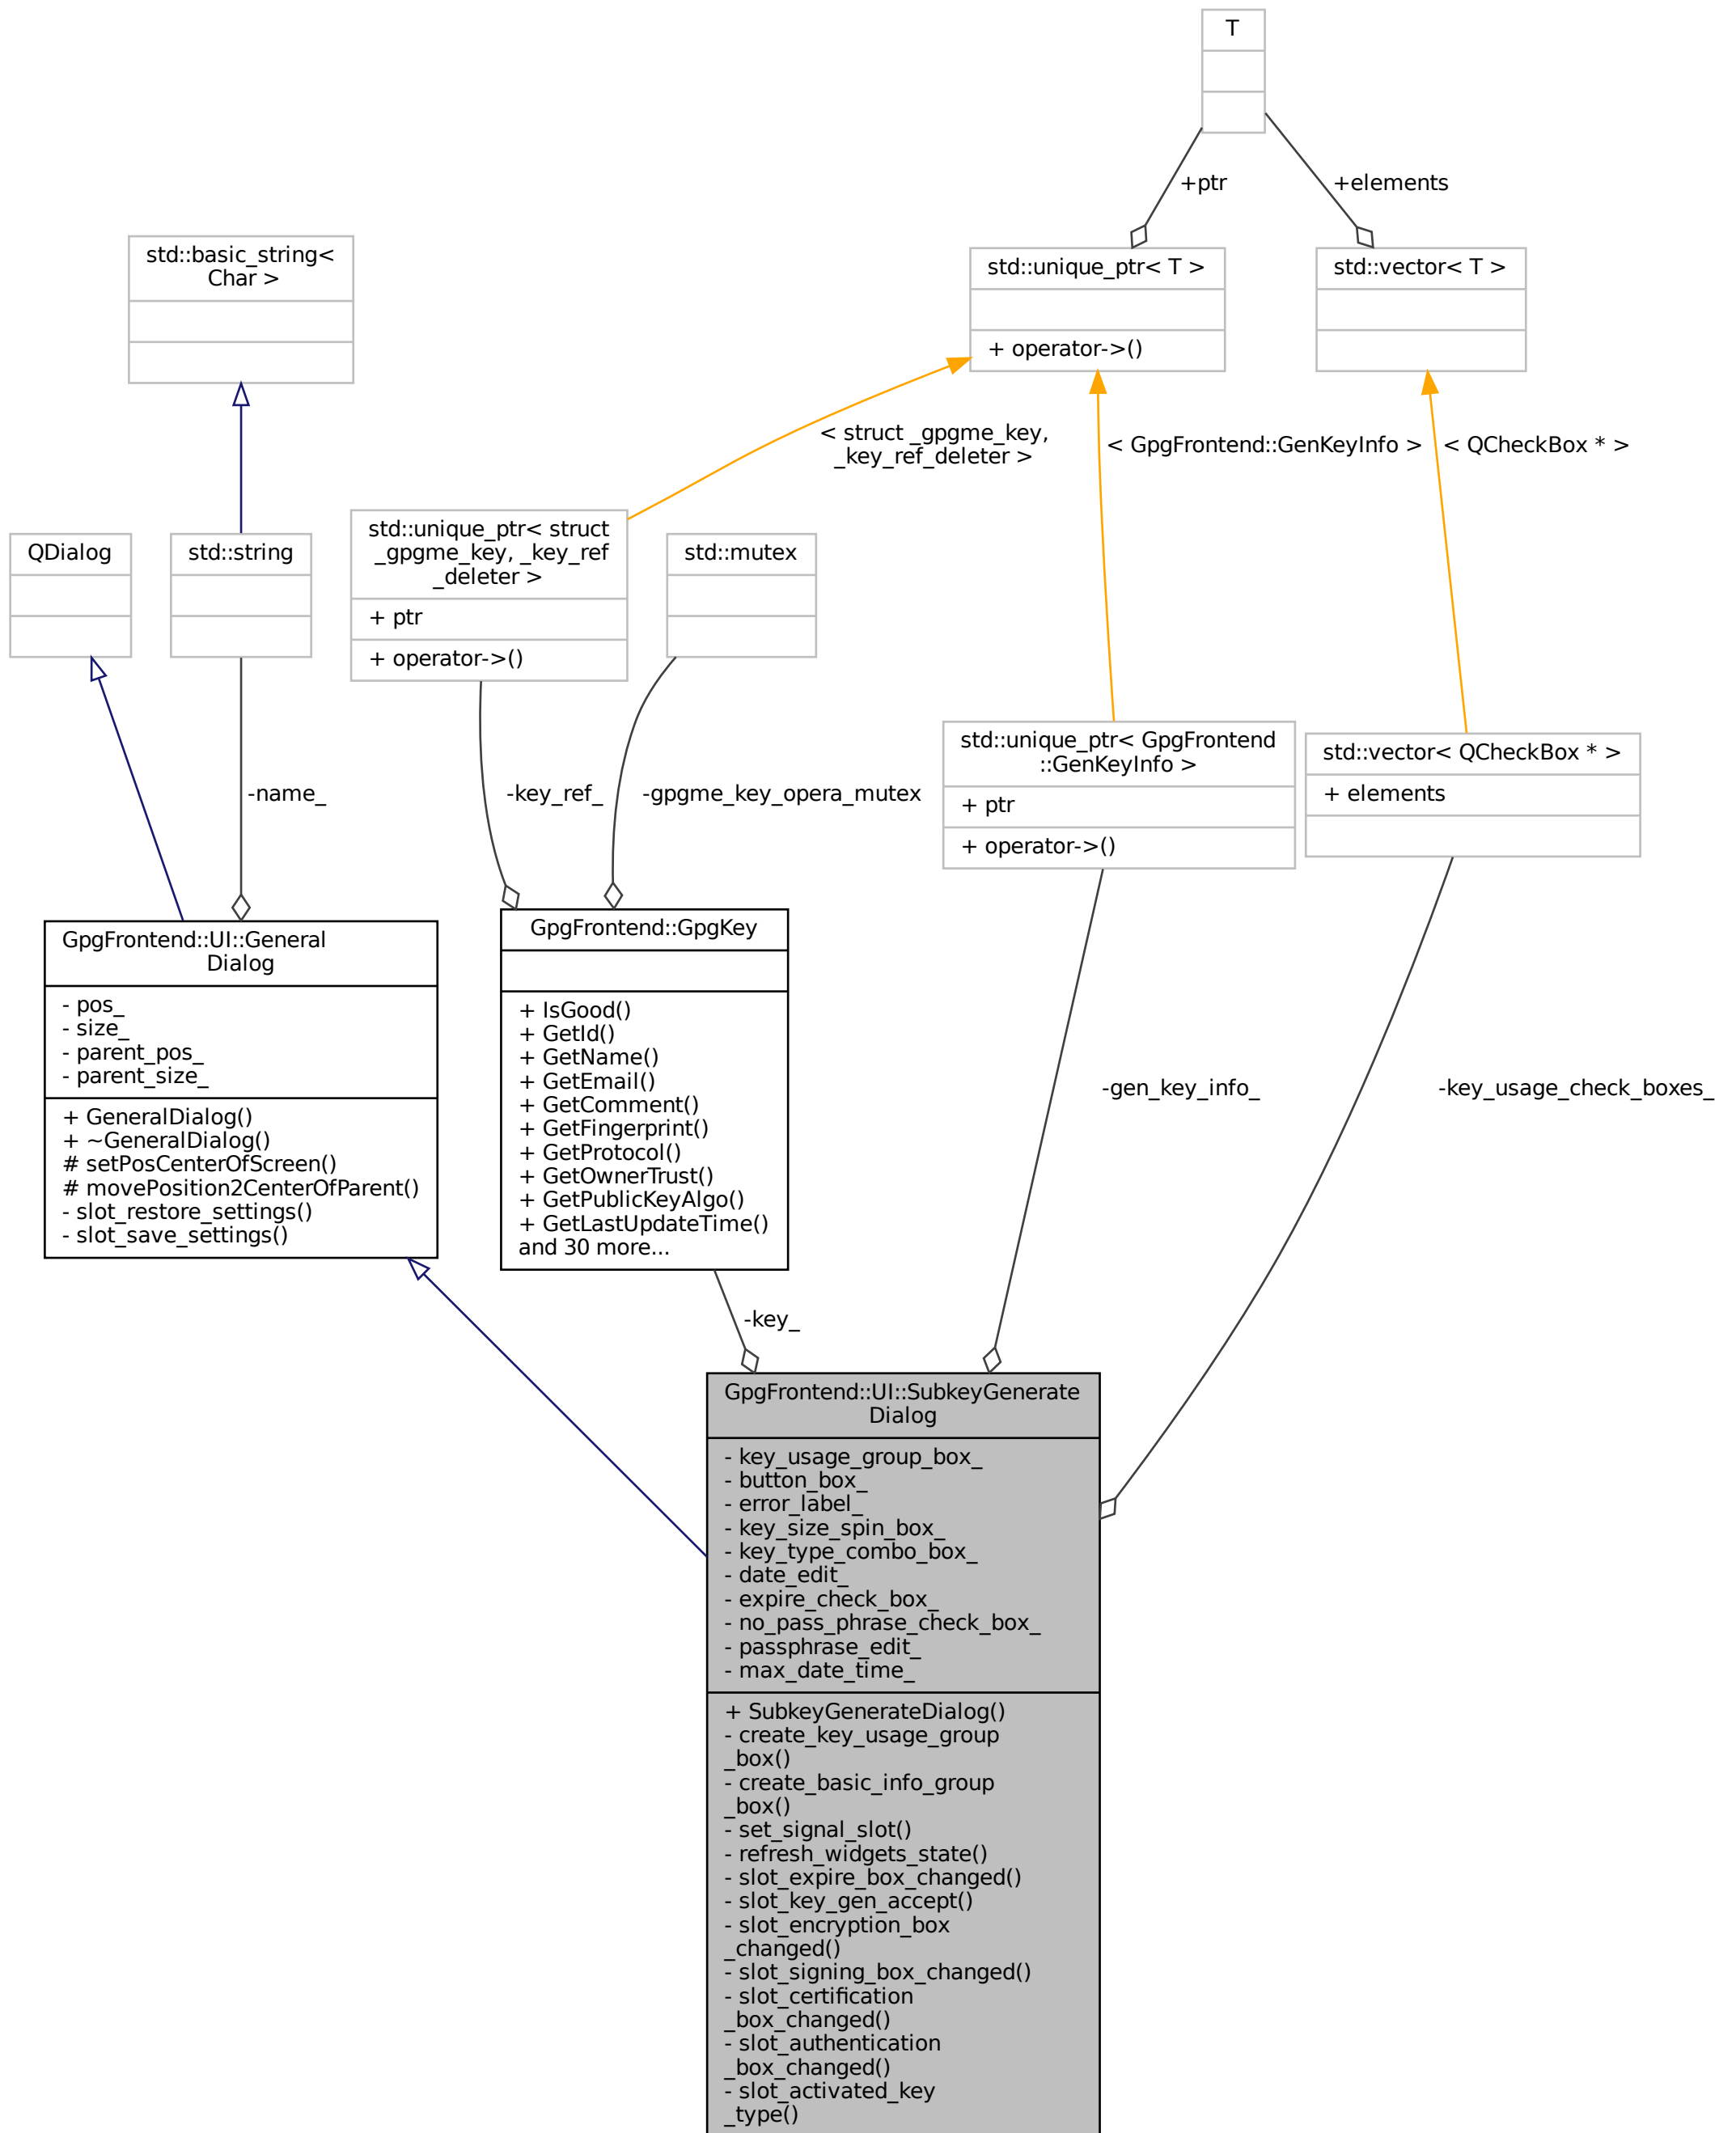 T
+ptr
+elements
std::basic_string<
Char >
std::unique_ptr< T >
+ operator->()
std::vector< T >
< struct _gpgme_key,
_key_ref_deleter >
< GpgFrontend::GenKeyInfo >
< QCheckBox * >
QDialog
std::string
std::unique_ptr< struct
_gpgme_key, _key_ref
_deleter >
+ ptr
+ operator->()
std::mutex
std::unique_ptr< GpgFrontend
::GenKeyInfo >
+ ptr
+ operator->()
std::vector< QCheckBox * >
+ elements
-name_
-key_ref_
-gpgme_key_opera_mutex
GpgFrontend::UI::General
Dialog
- pos_
- size_
- parent_pos_
- parent_size_
+ GeneralDialog()
+ ~GeneralDialog()
# setPosCenterOfScreen()
# movePosition2CenterOfParent()
- slot_restore_settings()
- slot_save_settings()
GpgFrontend::GpgKey
+ IsGood()
+ GetId()
+ GetName()
+ GetEmail()
+ GetComment()
+ GetFingerprint()
+ GetProtocol()
+ GetOwnerTrust()
+ GetPublicKeyAlgo()
+ GetLastUpdateTime()
and 30 more...
-gen_key_info_
-key_usage_check_boxes_
-key_
GpgFrontend::UI::SubkeyGenerate
Dialog
- key_usage_group_box_
- button_box_
- error_label_
- key_size_spin_box_
- key_type_combo_box_
- date_edit_
- expire_check_box_
- no_pass_phrase_check_box_
- passphrase_edit_
- max_date_time_
+ SubkeyGenerateDialog()
- create_key_usage_group
_box()
- create_basic_info_group
_box()
- set_signal_slot()
- refresh_widgets_state()
- slot_expire_box_changed()
- slot_key_gen_accept()
- slot_encryption_box
_changed()
- slot_signing_box_changed()
- slot_certification
_box_changed()
- slot_authentication
_box_changed()
- slot_activated_key
_type()